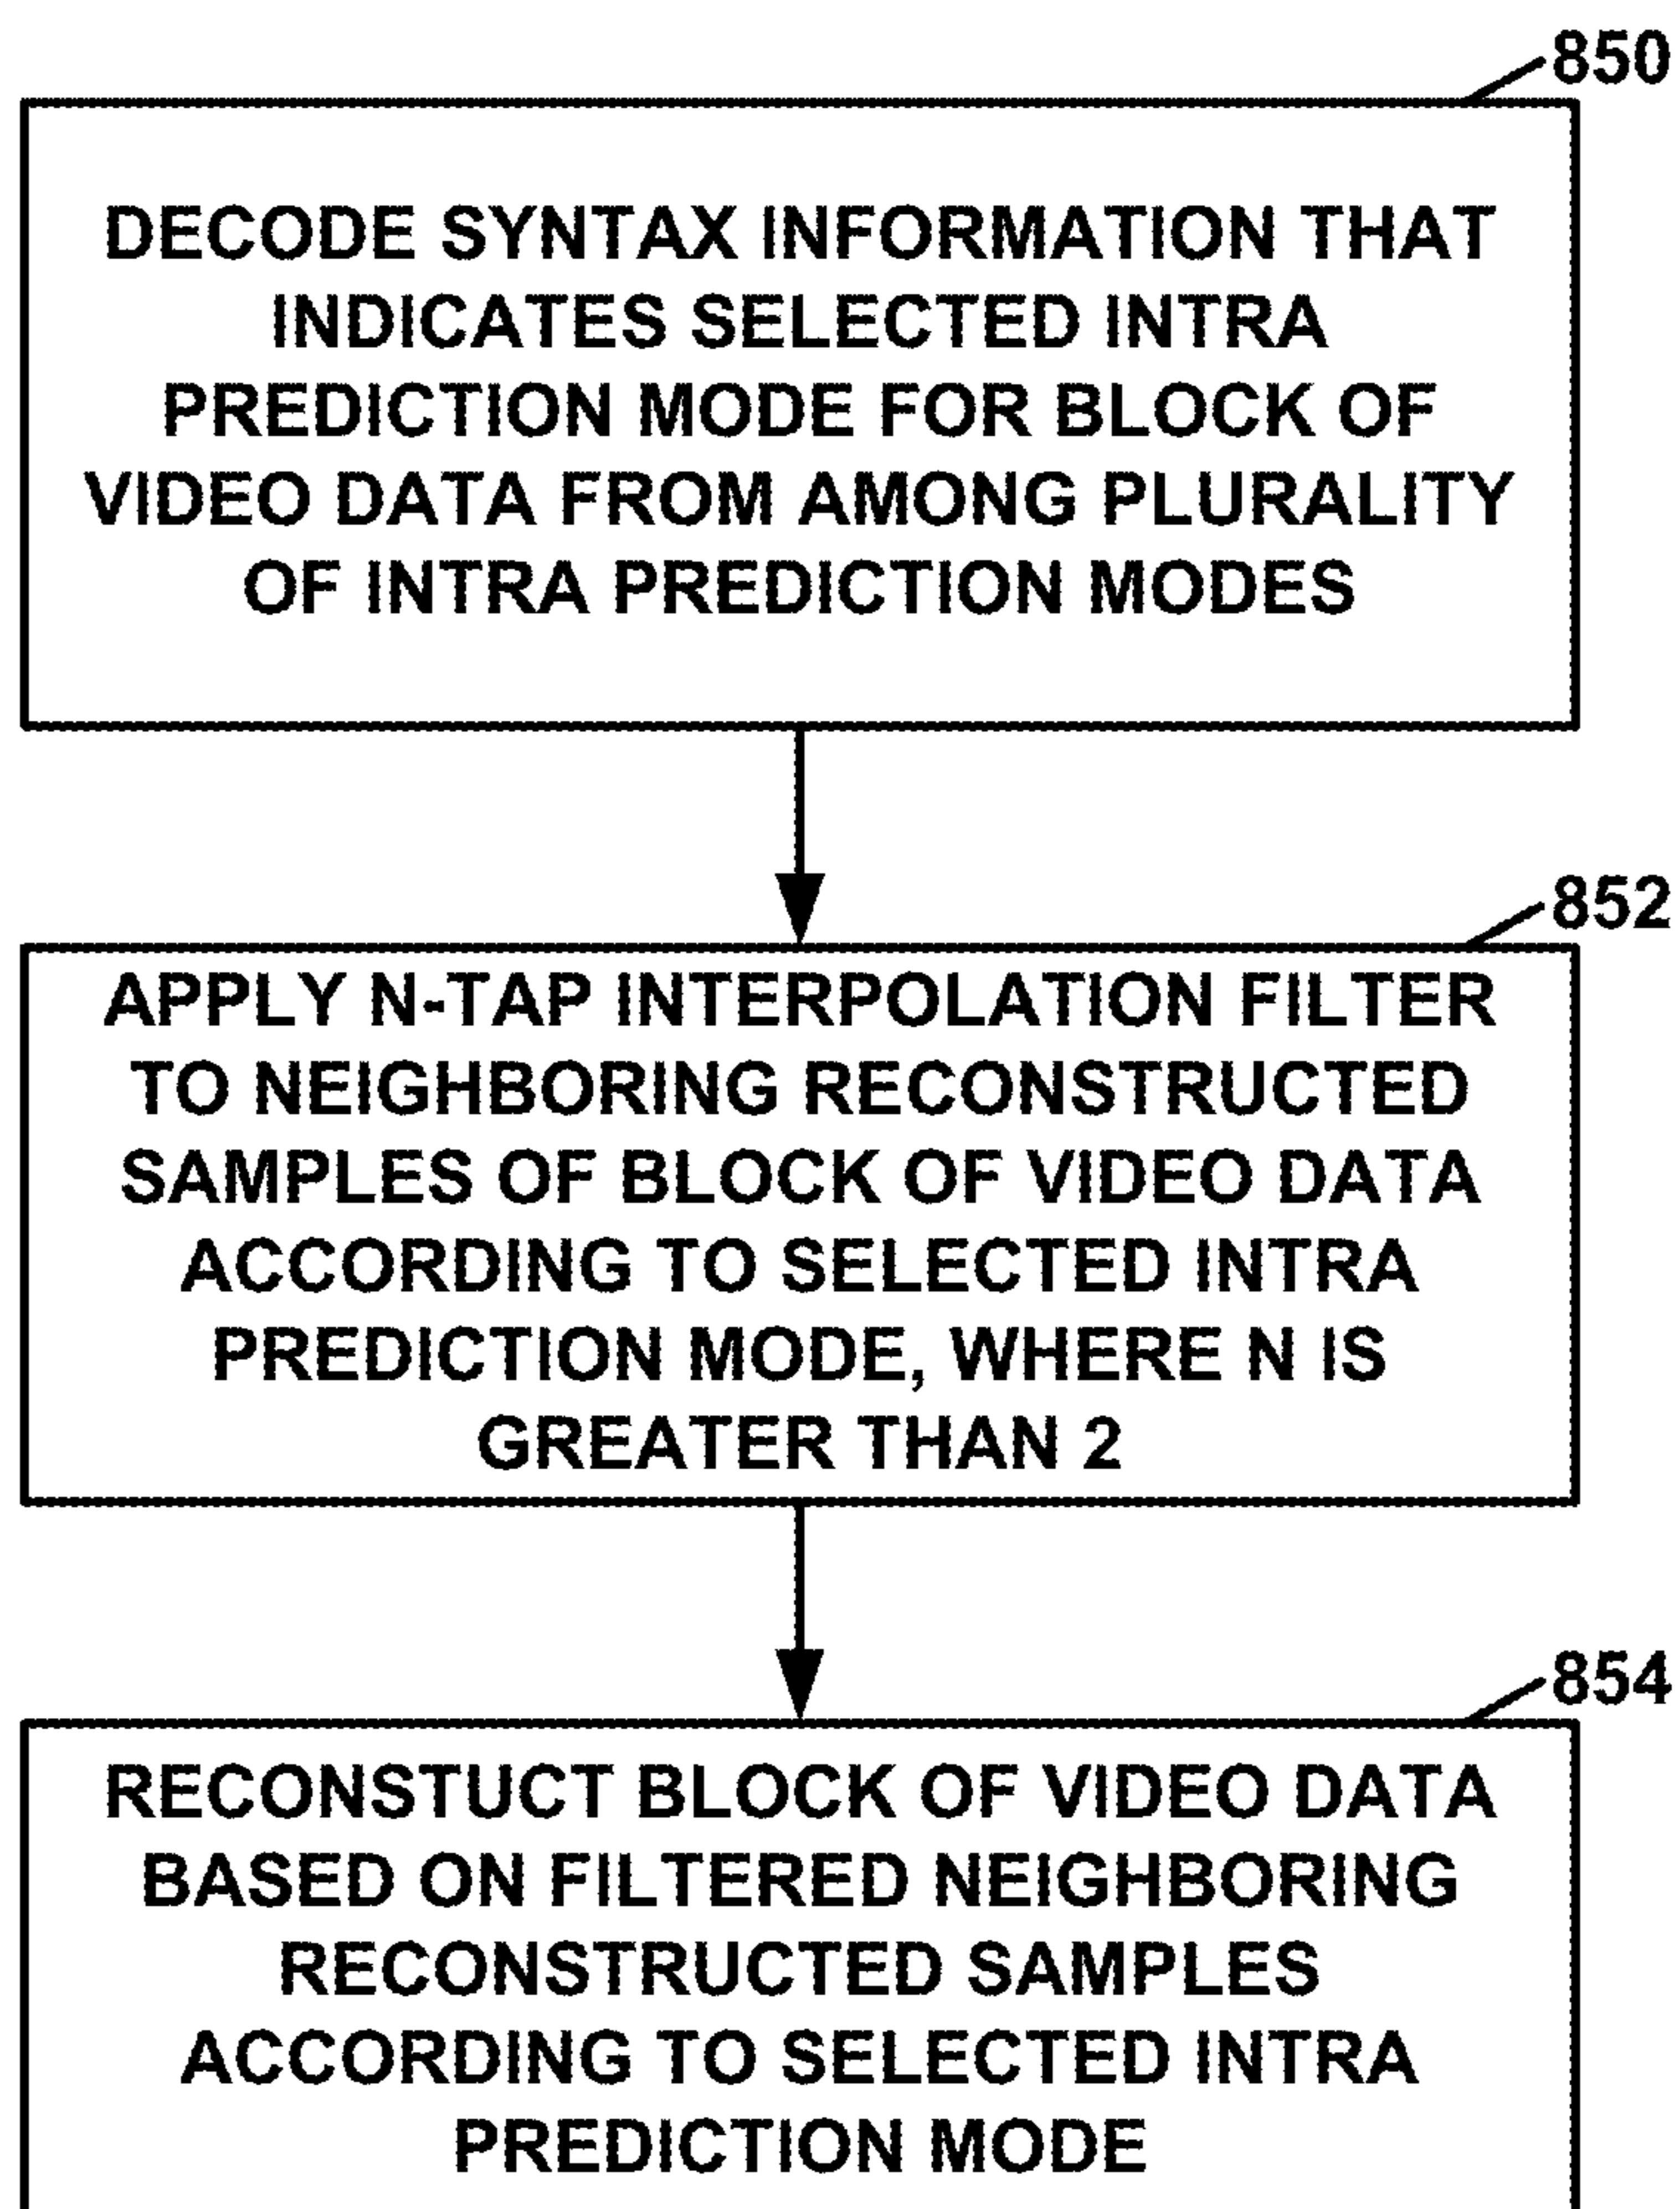 850
DECODE SYNTAX INFORMATION THAT
INDICATES SELECTED INTRA
PREDICTION MODE FOR BLOCK OF
VIDEO DATA FROM AMONG PLURALITY
OF INTRA PREDICTION MODES
852
APPLY N-TAP INTERPOLATION FILTER
TO NEIGHBORING RECONSTRUCTED
SAMPLES OF BLOCK OF VIDEO DATA
ACCORDING TO SELECTED INTRA
PREDICTION MODE, WHERE N IS
GREATER THAN 2
854
RECONSTUCT BLOCK OF VIDEO DATA
BASED ON FILTERED NEIGHBORING
RECONSTRUCTED SAMPLES
ACCORDING TO SELECTED INTRA
PREDICTION MODE